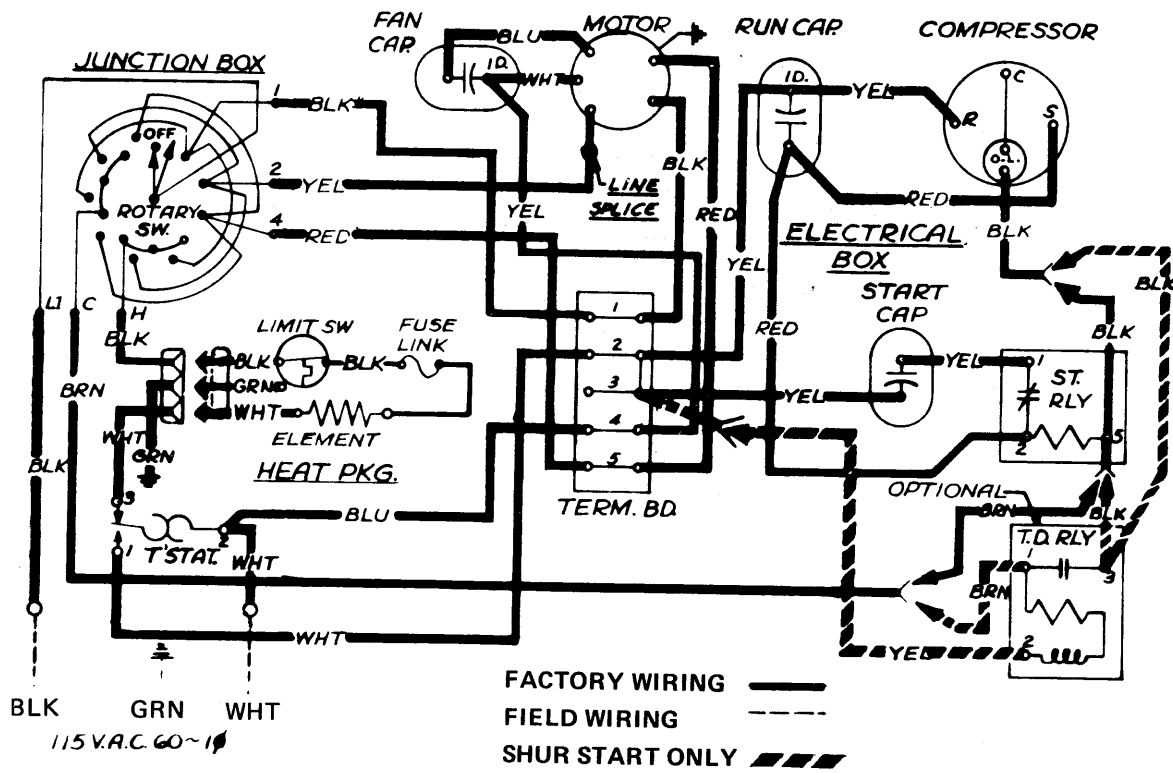 FAN CAP.
BLU
MOTOR
RUN CAP.
COMPRESSOR
JUNCTION BOX
1D.
WHT
1D.
YEL
C
R
S
O.L.
1
BLK
OFF
2
YEL
ROTARY SW.
4
RED
LINE SPLICE
YEL
BLK
RED
YEL
RED
BLK
ELECTRICAL BOX
BLK
L1
C
H
BLK
LIMIT SW
FUSE LINK
1
2
3
4
5
TERM. BD.
START CAP
RED
YEL
YEL
1
ST. RLY
2
5
BLK
BRN
BLK
BLK
GRN
WHT
ELEMENT
HEAT PKG.
WHT
GRN
BLK
3
BLU
T'STAT.
2
1
WHT
WHT
OPTIONAL
BRN
BLK
T.D. RLY
1
3
BRN
2
YEL
BLK
GRN
WHT
115 V.A.C. 60~1φ
FACTORY WIRING
FIELD WIRING
SHUR START ONLY